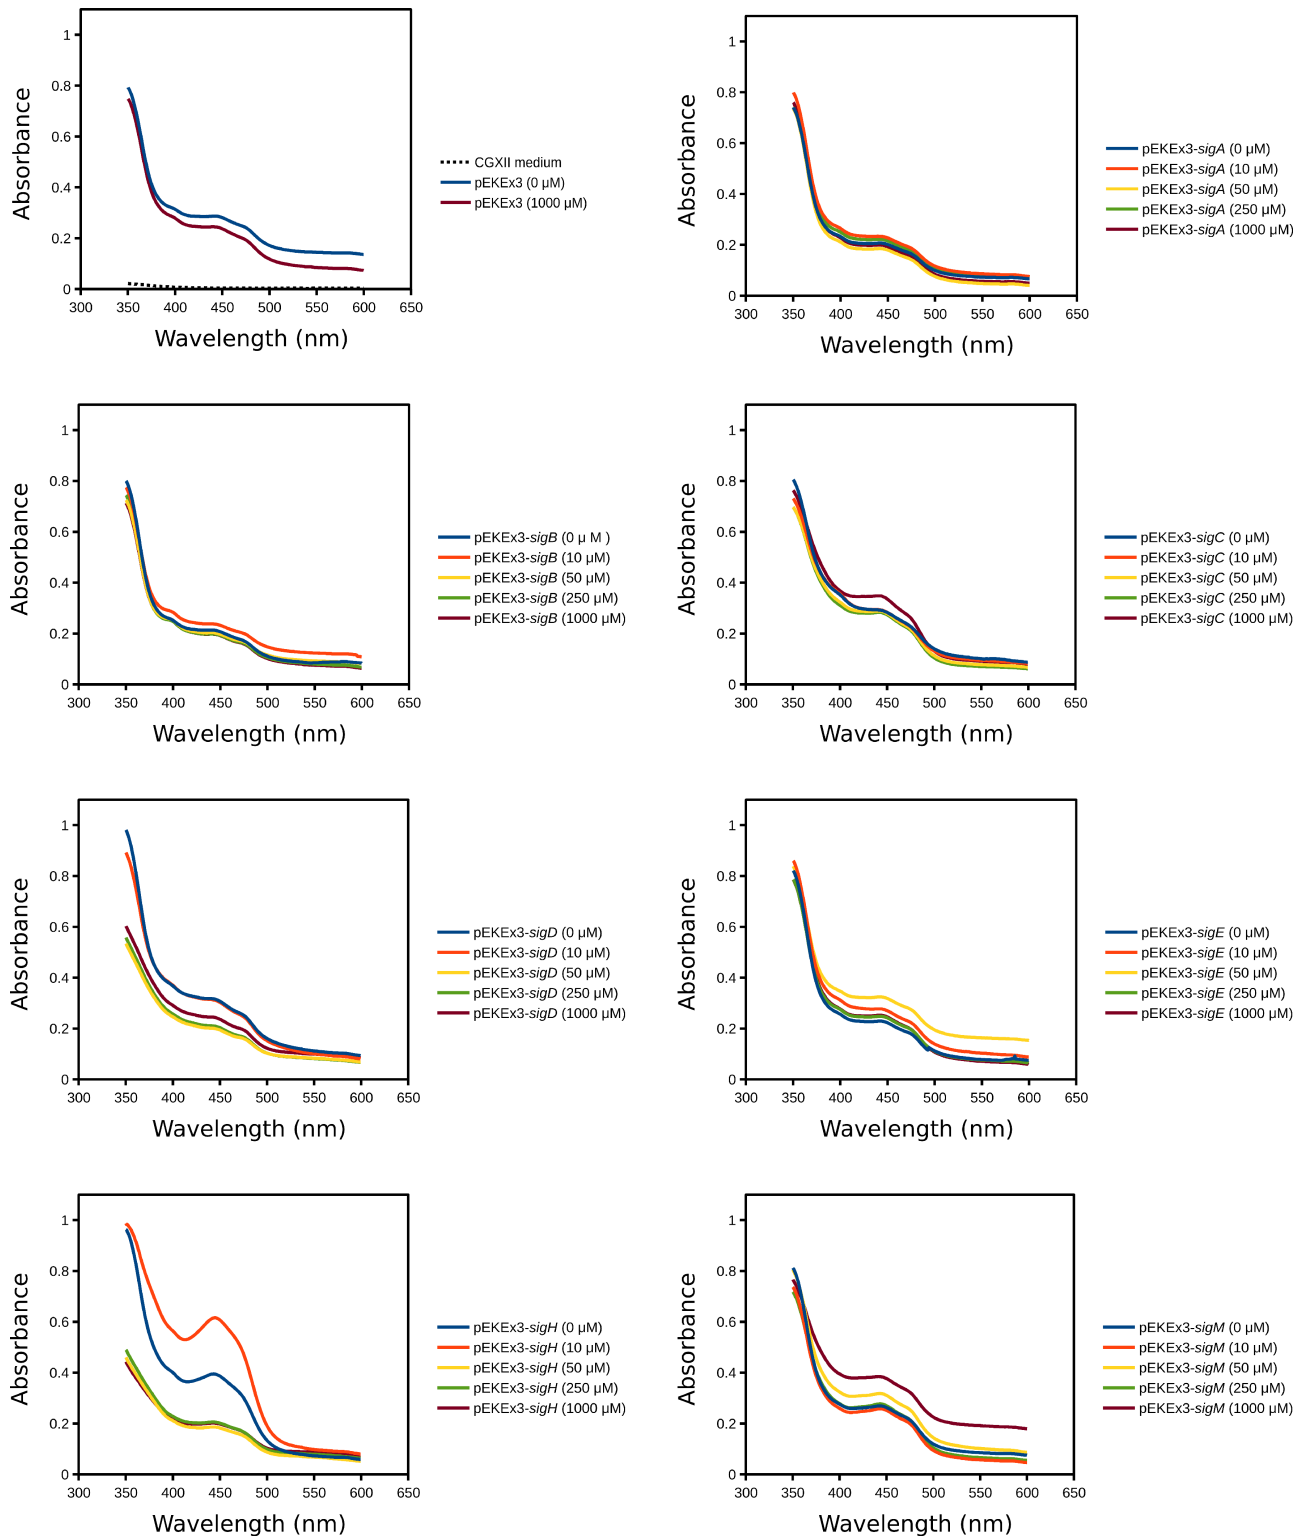 1
0.8
0.6
0.4
0.2
0
300 350 400 450 500 550 600 650
Absorbance
Wavelength (nm)
CGXII medium
pEKEx3 (0 µM)
pEKEx3 (1000 µM)
1
0.8
0.6
0.4
0.2
0
300 350 400 450 500 550 600 650
Absorbance
Wavelength (nm)
pEKEx3-sigA (0 µM)
pEKEx3-sigA (10 µM)
pEKEx3-sigA (50 µM)
pEKEx3-sigA (250 µM)
pEKEx3-sigA (1000 µM)
1
0.8
0.6
0.4
0.2
0
300 350 400 450 500 550 600 650
Absorbance
Wavelength (nm)
pEKEx3-sigB (0 µ M )
pEKEx3-sigB (10 µM)
pEKEx3-sigB (50 µM)
pEKEx3-sigB (250 µM)
pEKEx3-sigB (1000 µM)
1
0.8
0.6
0.4
0.2
0
300 350 400 450 500 550 600 650
Absorbance
Wavelength (nm)
pEKEx3-sigC (0 µM)
pEKEx3-sigC (10 µM)
pEKEx3-sigC (50 µM)
pEKEx3-sigC (250 µM)
pEKEx3-sigC (1000 µM)
1
0.8
0.6
0.4
0.2
0
300 350 400 450 500 550 600 650
Absorbance
Wavelength (nm)
pEKEx3-sigD (0 µM)
pEKEx3-sigD (10 µM)
pEKEx3-sigD (50 µM)
pEKEx3-sigD (250 µM)
pEKEx3-sigD (1000 µM)
1
0.8
0.6
0.4
0.2
0
300 350 400 450 500 550 600 650
Absorbance
Wavelength (nm)
pEKEx3-sigE (0 µM)
pEKEx3-sigE (10 µM)
pEKEx3-sigE (50 µM)
pEKEx3-sigE (250 µM)
pEKEx3-sigE (1000 µM)
1
0.8
0.6
0.4
0.2
0
300 350 400 450 500 550 600 650
Absorbance
Wavelength (nm)
pEKEx3-sigH (0 µM)
pEKEx3-sigH (10 µM)
pEKEx3-sigH (50 µM)
pEKEx3-sigH (250 µM)
pEKEx3-sigH (1000 µM)
1
0.8
0.6
0.4
0.2
0
300 350 400 450 500 550 600 650
Absorbance
Wavelength (nm)
pEKEx3-sigM (0 µM)
pEKEx3-sigM (10 µM)
pEKEx3-sigM (50 µM)
pEKEx3-sigM (250 µM)
pEKEx3-sigM (1000 µM)